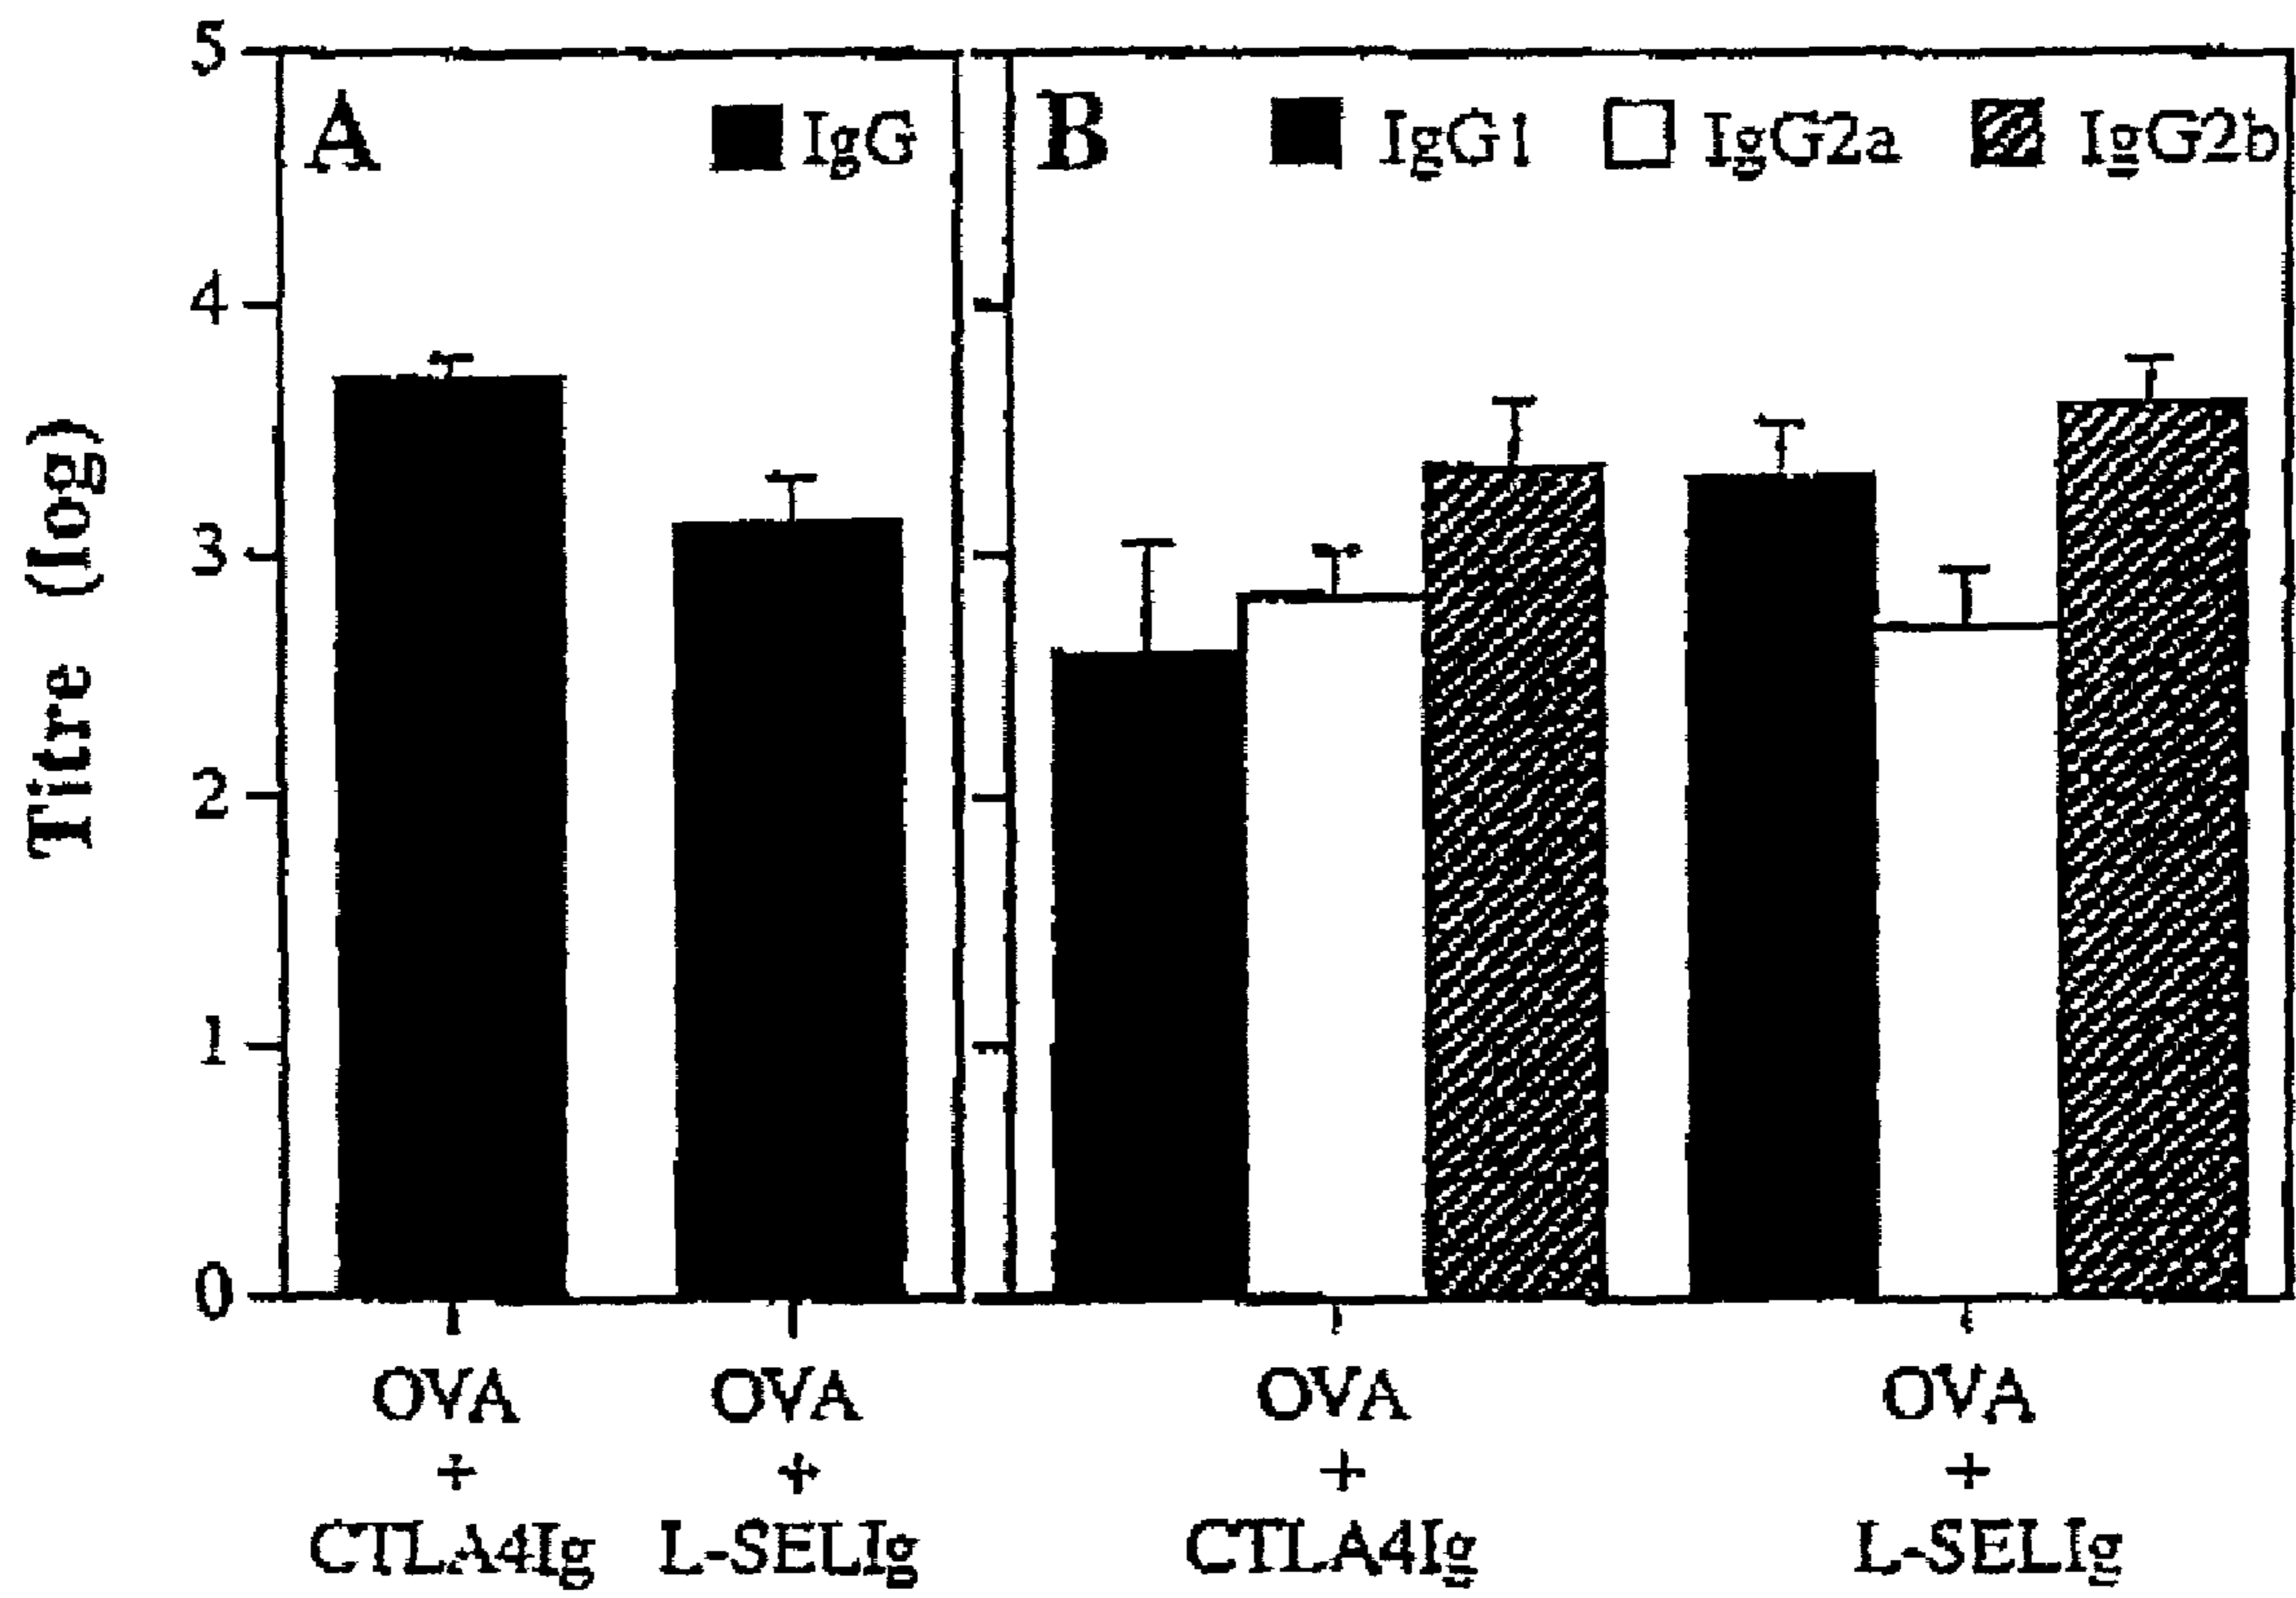 Titre (log)
5
4
3
2
1
0
A
IgG
B
IgG1
IgG2a
IgG2b
OVA
+
CTLA4Ig
OVA
+
L-SELIg
OVA
+
CTLA4Ig
OVA
+
L-SELIg